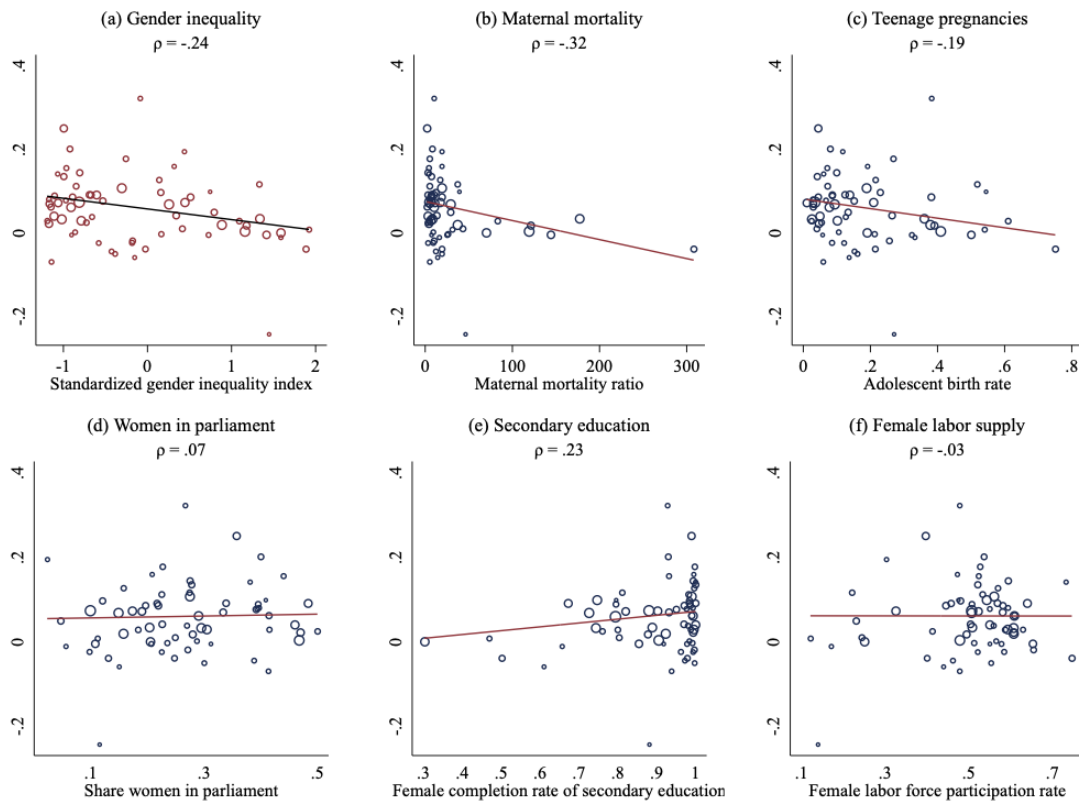 (a) Gender inequality
ρ = -.24
.4
.2
0
-.2
-1 0 1 2
Standardized gender inequality index
(b) Maternal mortality
ρ = -.32
.4
.2
0
-.2
0 100 200 300
Maternal mortality ratio
(c) Teenage pregnancies
ρ = -.19
.4
.2
0
-.2
0 .2 .4 .6 .8
Adolescent birth rate
(d) Women in parliament
ρ = .07
.4
.2
0
-.2
.1 .3 .5
Share women in parliament
(e) Secondary education
ρ = .23
.4
.2
0
-.2
.3 .4 .5 .6 .7 .8 .9 1
Female completion rate of secondary education
(f) Female labor supply
ρ = -.03
.4
.2
0
-.2
.1 .3 .5 .7
Female labor force participation rate